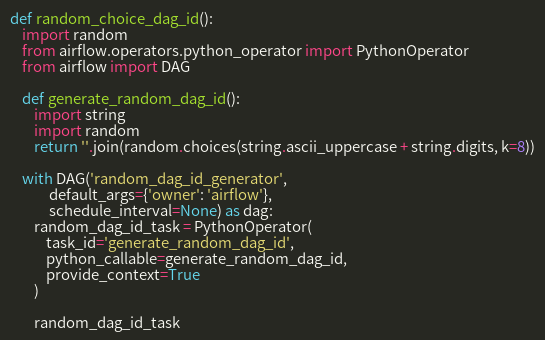 def random_choice_dag_id():
import random
from airflow.operators.python_operator import PythonOperator
from airflow import DAG
def generate_random_dag_id():
import string
import random
return ''.join(random.choices(string.ascii_uppercase + string.digits, k=8))
with DAG('random_dag_id_generator',
default_args={'owner': 'airflow'},
schedule_interval=None) as dag:
random_dag_id_task = PythonOperator(
task_id='generate_random_dag_id',
python_callable=generate_random_dag_id,
provide_context=True
)
random_dag_id_task